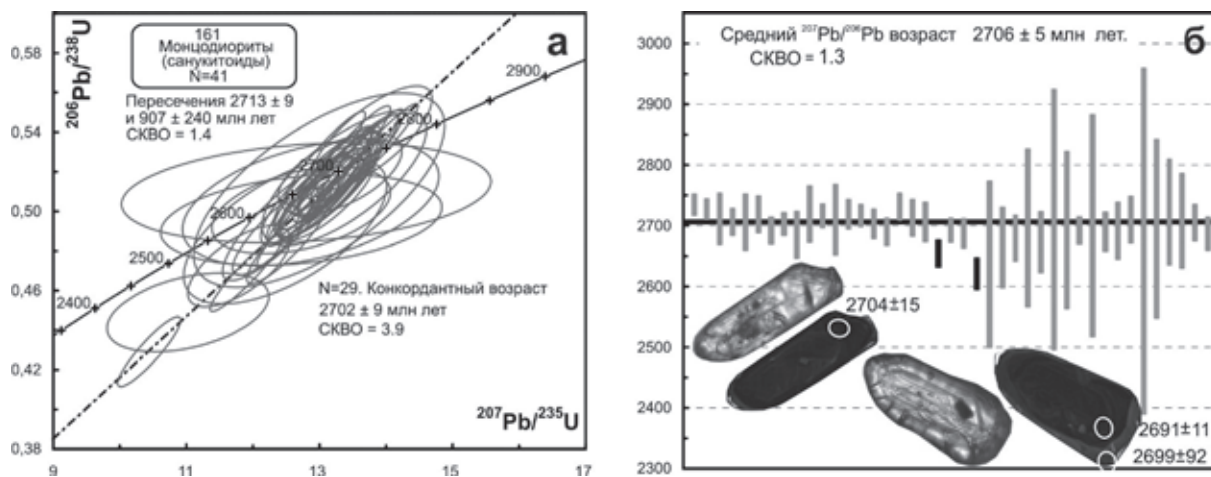 а
161
Монцодиориты
(санукитоиды)
N=41
Пересечения 2713 ± 9
и 907 ± 240 млн лет
СКВО = 1.4
N=29. Конкордантный возраст
2702 ± 9 млн лет
СКВО = 3.9
²⁰⁶Pb/²³⁸U
0,54
0,50
0,46
0,42
0,38
2400
2500
2600
2700
2800
2900
²⁰⁷Pb/²³⁵U
9
11
13
15
17
б
Средний ²⁰⁷Pb/²⁰⁶Pb возраст 2706 ± 5 млн лет.
СКВО = 1.3
3000
2900
2800
2700
2600
2500
2400
2300
2704±15
2691±11
2699±92